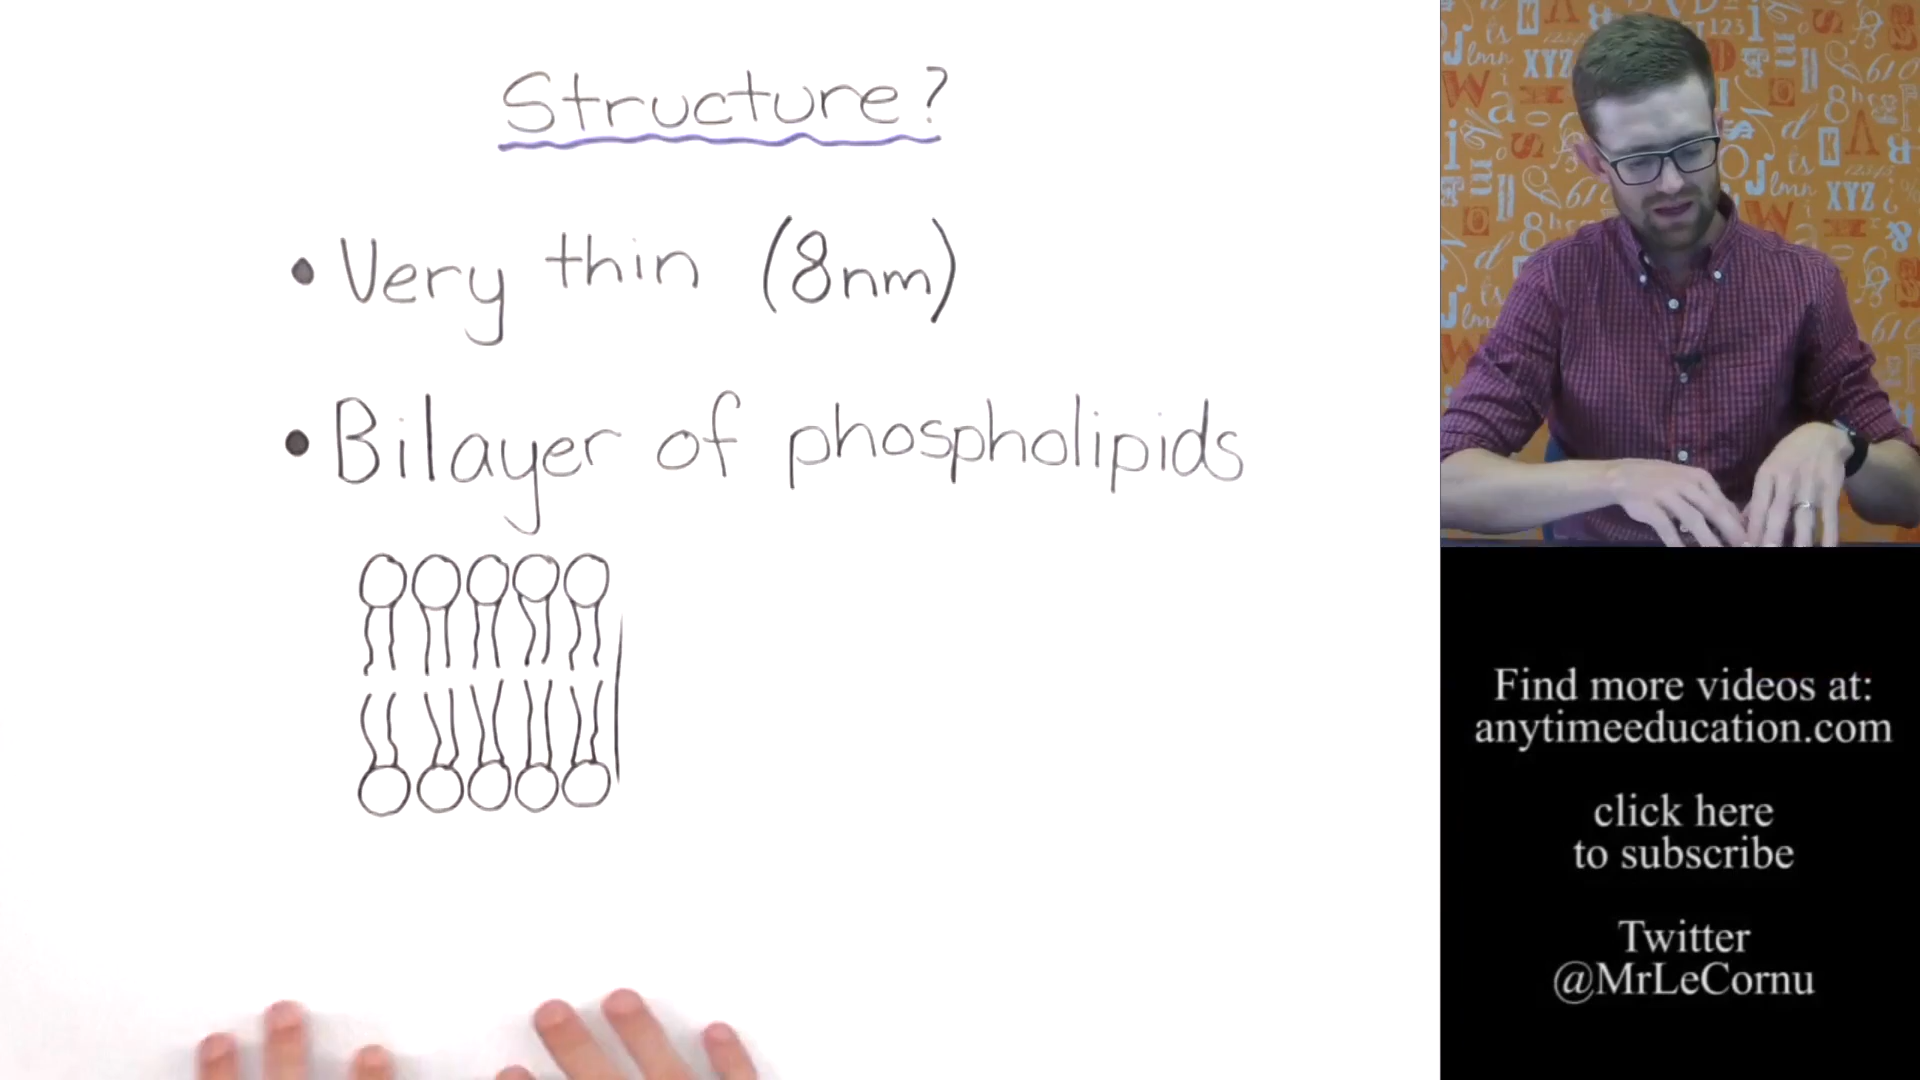 Structure?
• Very thin (8nm)
• Bilayer of phospholipids
Find more videos at:
anytimeeducation.com
click here
to subscribe
Twitter
@MrLeCornu